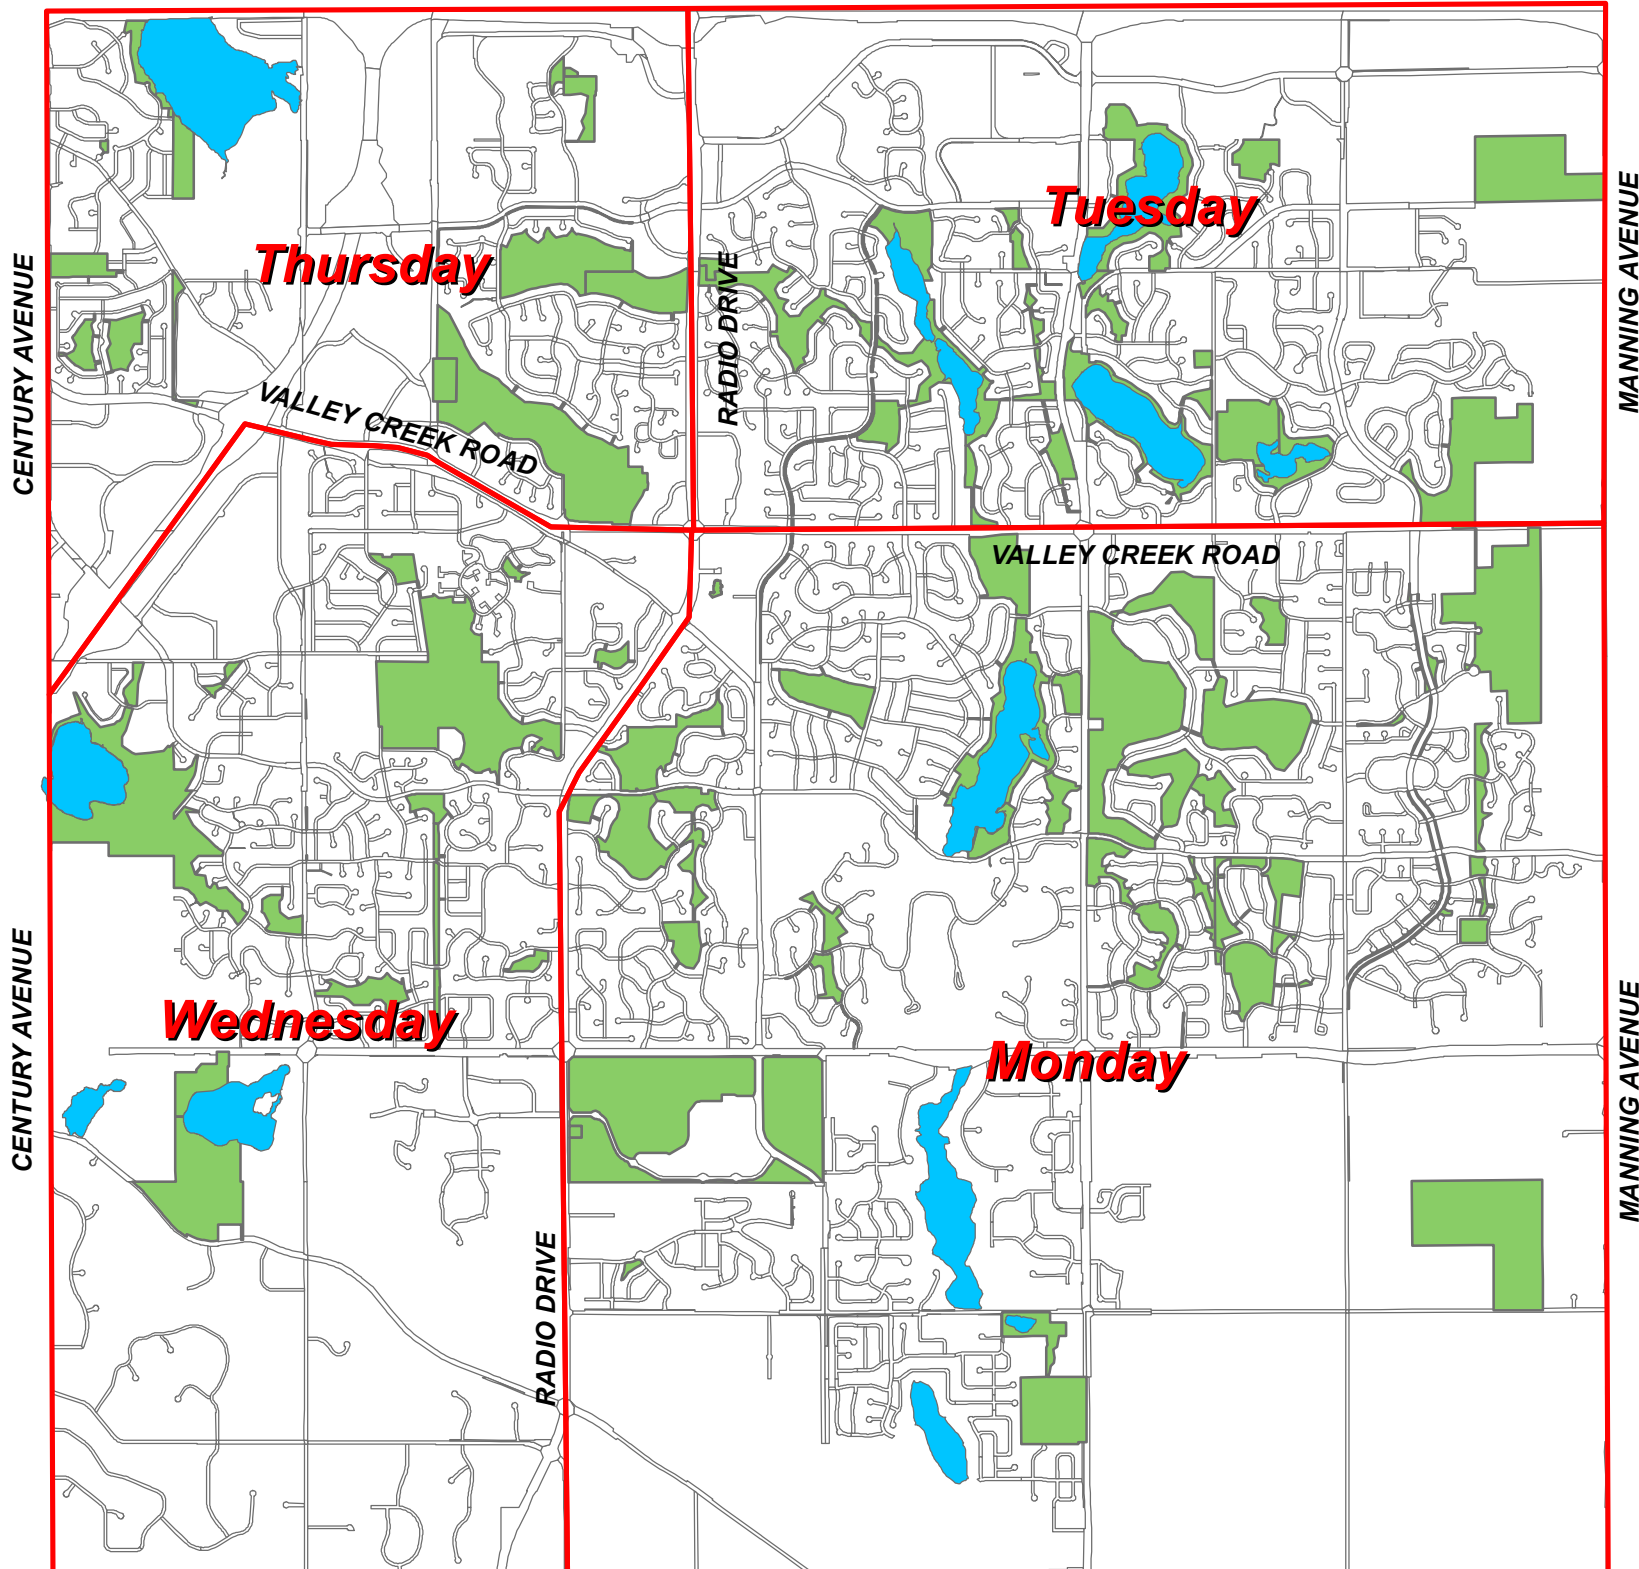 Tuesday
Thursday
CENTURY AVENUE
RADIO DRIVE
MANNING AVENUE
VALLEY CREEK ROAD
VALLEY CREEK ROAD
Wednesday
Monday
CENTURY AVENUE
MANNING AVENUE
RADIO DRIVE